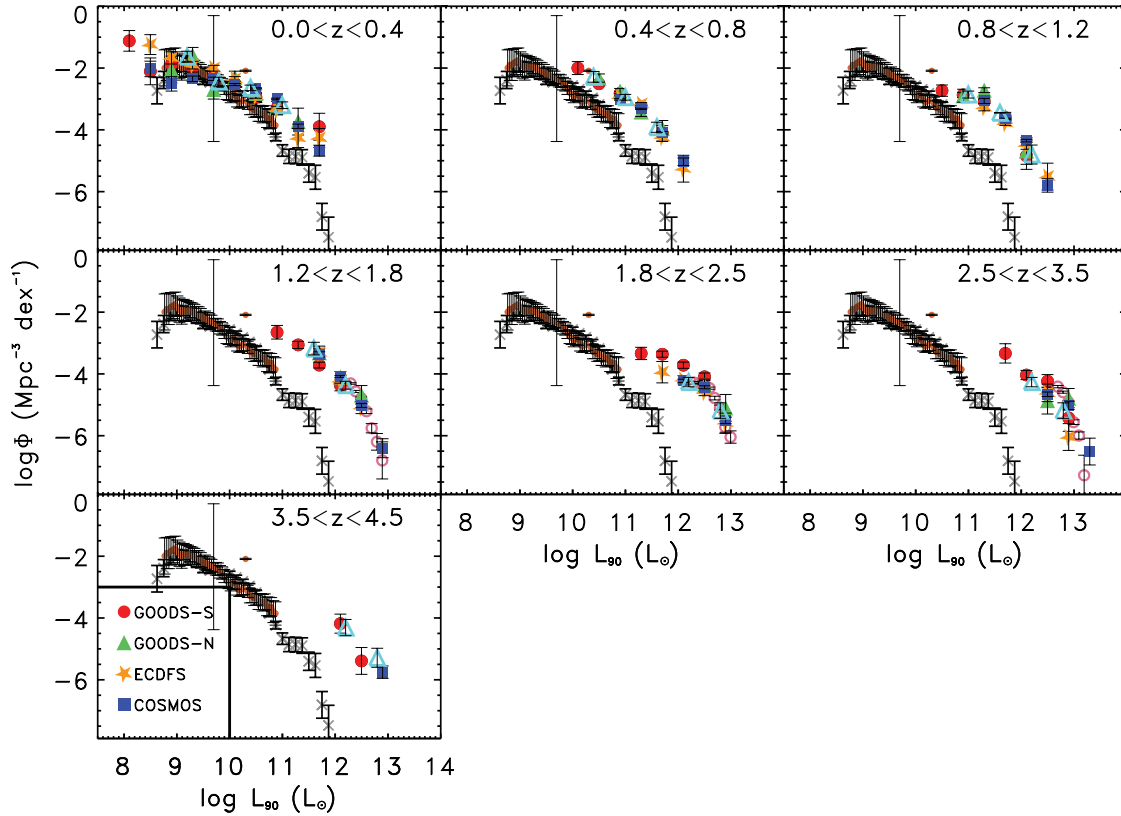 0
−2
−4
−6
0.0<z<0.4
0.4<z<0.8
0.8<z<1.2
0
−2
−4
−6
1.2<z<1.8
1.8<z<2.5
2.5<z<3.5
logΦ (Mpc⁻³ dex⁻¹)
0
−2
−4
−6
3.5<z<4.5
GOODS−S
GOODS−N
ECDFS
COSMOS
8 9 10 11 12 13
log L₉₀ (L☉)
8 9 10 11 12 13
log L₉₀ (L☉)
8 9 10 11 12 13 14
log L₉₀ (L☉)